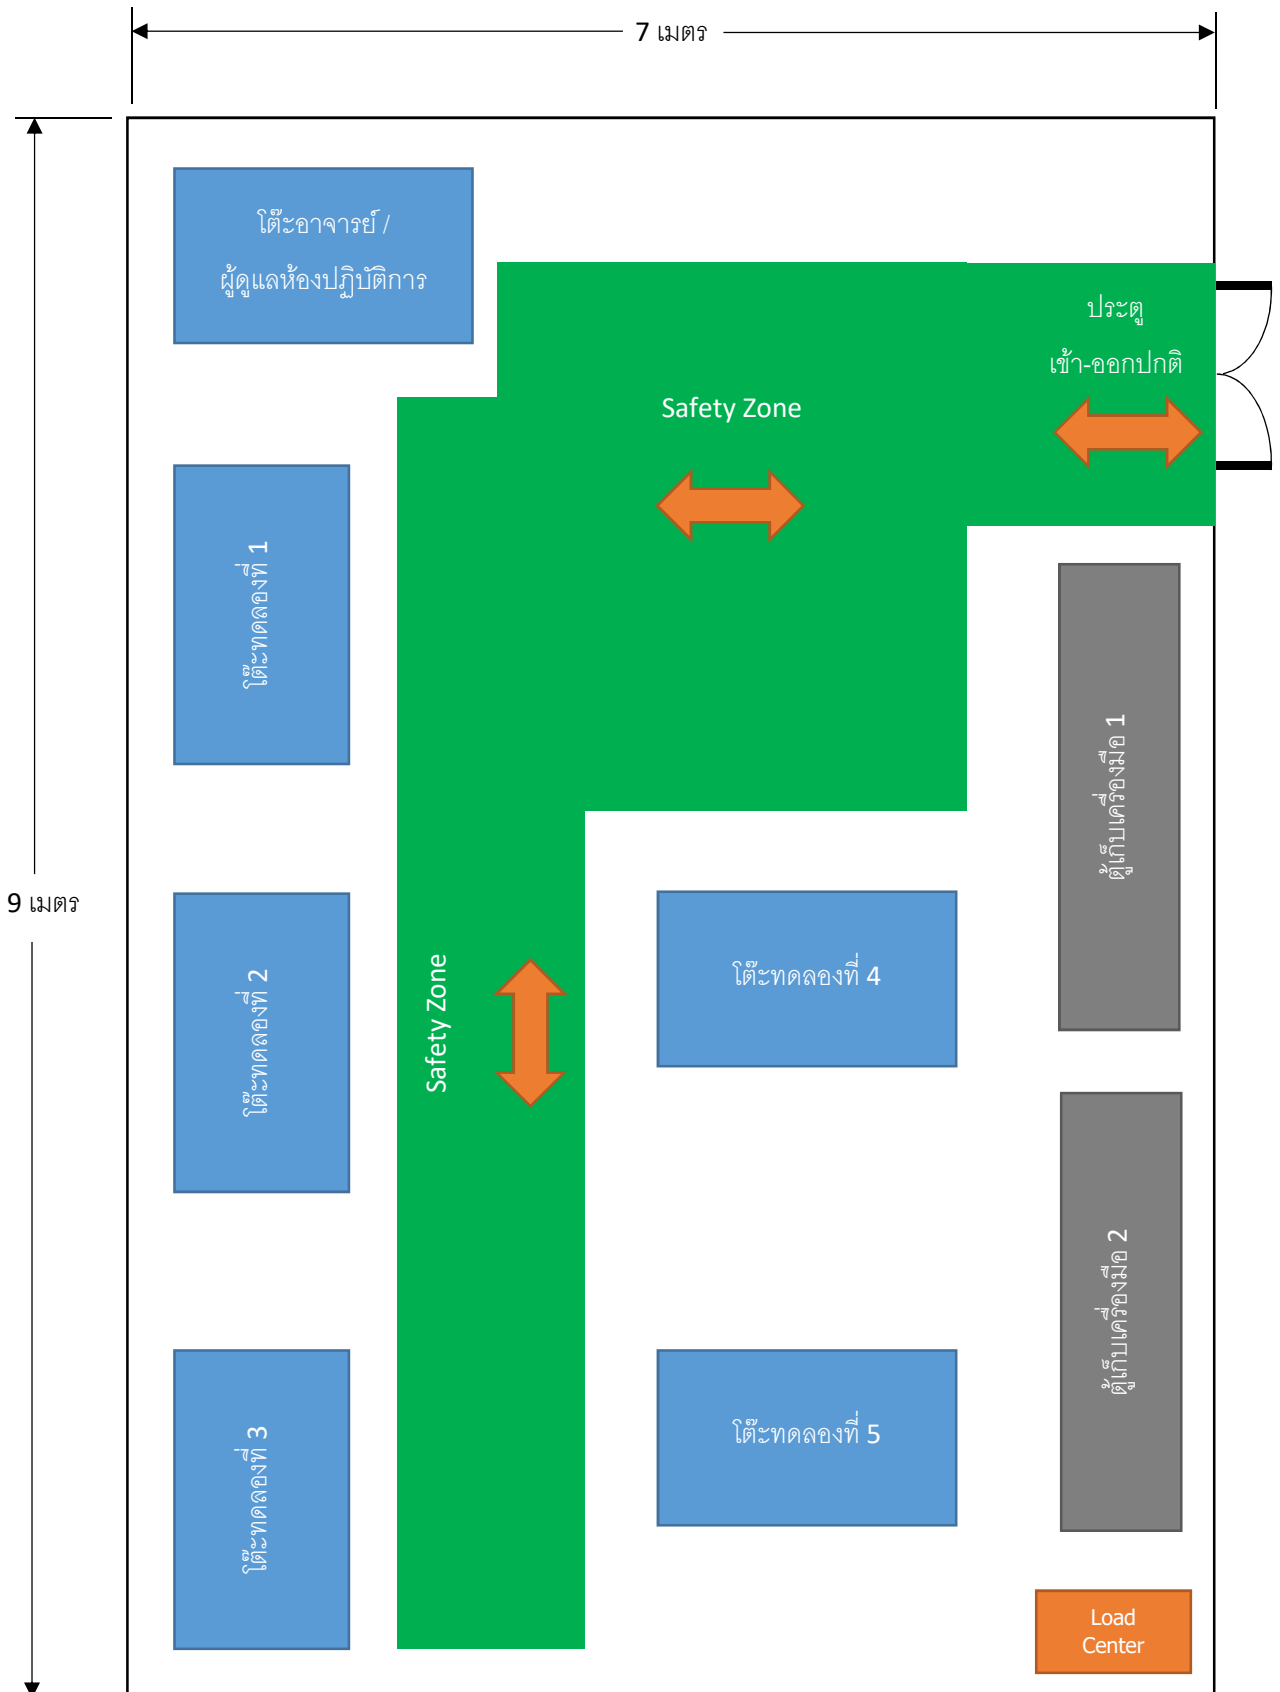 7 เมตร
โต๊ะอาจารย์ /
ผู้ดูแลห้องปฏิบัติการ
ประตู
เข้า-ออกปกติ
Safety Zone
โต๊ะทดลองที่ 1
ตู้เก็บเครื่องมือ 1
9 เมตร
โต๊ะทดลองที่ 2
Safety Zone
โต๊ะทดลองที่ 4
ตู้เก็บเครื่องมือ 2
โต๊ะทดลองที่ 3
โต๊ะทดลองที่ 5
Load
Center